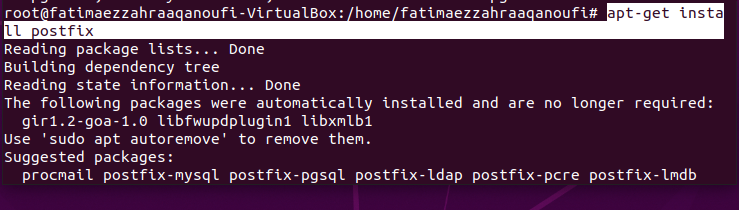 root@fatimaezzahraaqanoufi-VirtualBox:/home/fatimaezzahraaqanoufi# apt-get insta
ll postfix
Reading package lists... Done
Building dependency tree
Reading state information... Done
The following packages were automatically installed and are no longer required:
  gir1.2-goa-1.0 libfwupdplugin1 libxmlb1
Use 'sudo apt autoremove' to remove them.
Suggested packages:
  procmail postfix-mysql postfix-pgsql postfix-ldap postfix-pcre postfix-lmdb